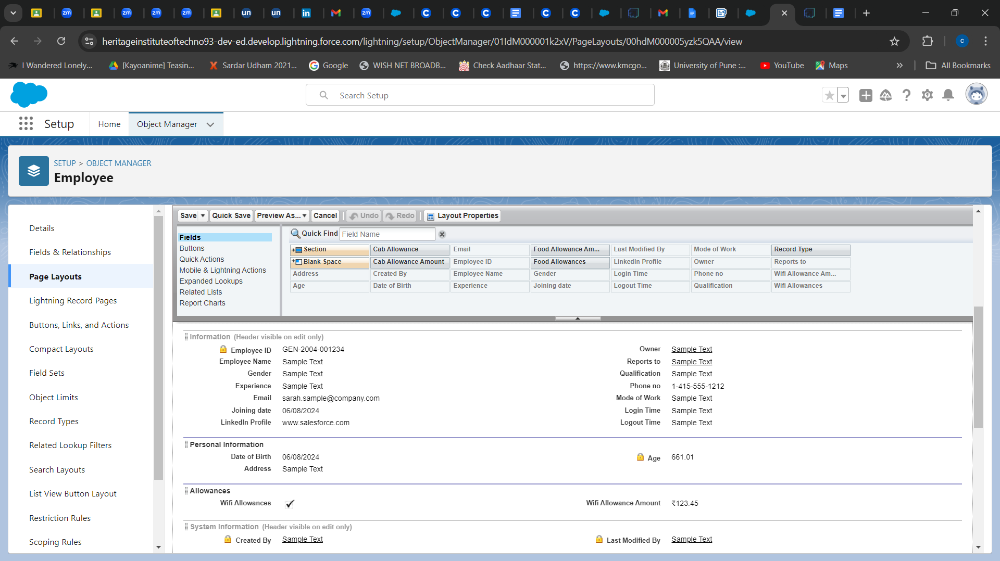 heritageinstituteoftechno93-dev-ed.develop.lightning.force.com/lightning/setup/ObjectManager/01IdM000001k2xV/PageLayouts/00hdM000005yzk5QAA/view
I Wandered Lonely... [Kayoanime] Teasin... Sardar Udham 2021... Google WISH NET BROADB... Check Aadhaar Stat... https://www.kmcgo... University of Pune :... YouTube Maps » All Bookmarks
Search Setup
Setup Home Object Manager
SETUP > OBJECT MANAGER
Employee
Details
Fields & Relationships
Page Layouts
Lightning Record Pages
Buttons, Links, and Actions
Compact Layouts
Field Sets
Object Limits
Record Types
Related Lookup Filters
Search Layouts
List View Button Layout
Restriction Rules
Scoping Rules
Save Quick Save Preview As... Cancel Undo Redo Layout Properties
Fields
Buttons
Quick Actions
Mobile & Lightning Actions
Expanded Lookups
Related Lists
Report Charts
Quick Find Field Name
Section Cab Allowance Email Food Allowance Am... Last Modified By Mode of Work Record Type
Blank Space Cab Allowance Amount Employee ID Food Allowances LinkedIn Profile Owner Reports to
Address Created By Employee Name Gender Login Time Phone no Wifi Allowance Am...
Age Date of Birth Experience Joining date Logout Time Qualification Wifi Allowances
Information (Header visible on edit only)
Employee ID GEN-2004-001234 Owner Sample Text
Employee Name Sample Text Reports to Sample Text
Gender Sample Text Qualification Sample Text
Experience Sample Text Phone no 1-415-555-1212
Email sarah.sample@company.com Mode of Work Sample Text
Joining date 06/08/2024 Login Time Sample Text
LinkedIn Profile www.salesforce.com Logout Time Sample Text
Personal Information
Date of Birth 06/08/2024 Age 661.01
Address Sample Text
Allowances
Wifi Allowances Wifi Allowance Amount ₹123.45
System Information (Header visible on edit only)
Created By Sample Text Last Modified By Sample Text